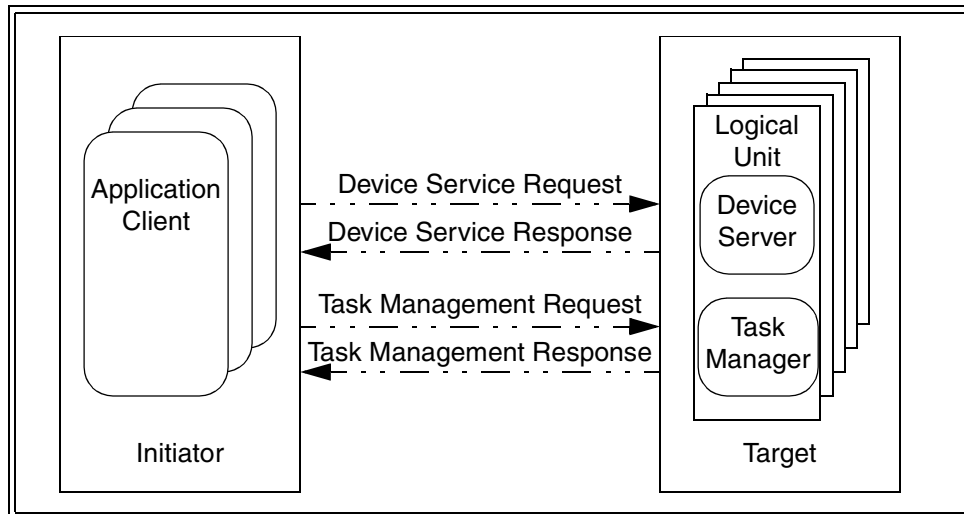 Application
Client
Initiator
Device Service Request
Device Service Response
Task Management Request
Task Management Response
Logical
Unit
Device
Server
Task
Manager
Target